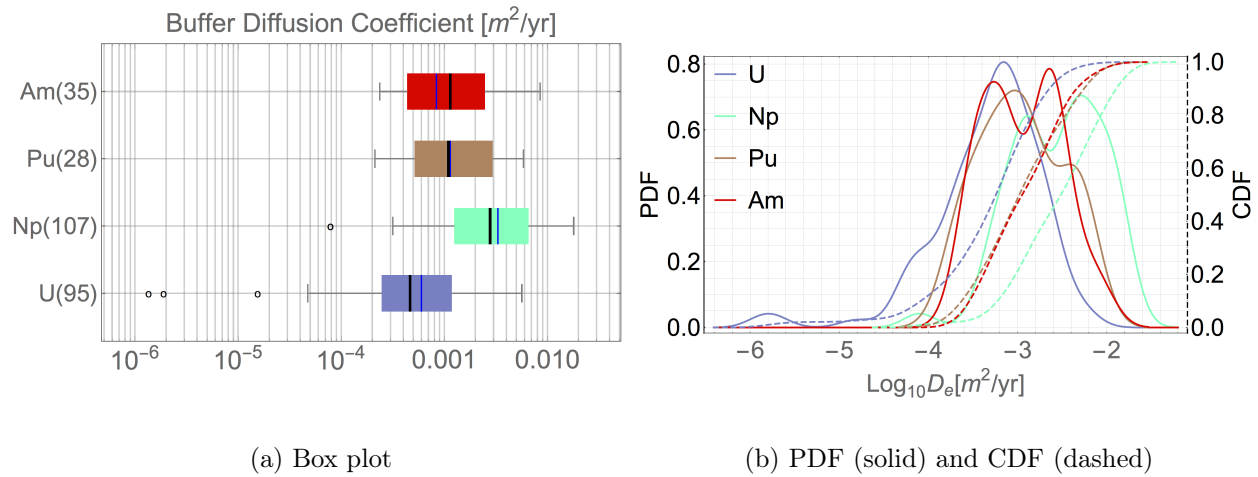 Buffer Diffusion Coefficient [m²/yr]
Am(35)
Pu(28)
Np(107)
U(95)
10⁻⁶ 10⁻⁵ 10⁻⁴ 0.001 0.010
(a) Box plot
PDF
0.8
0.6
0.4
0.2
0.0
U
Np
Pu
Am
1.0
0.8
0.6
0.4
0.2
0.0
CDF
−6 −5 −4 −3 −2
Log₁₀Dₑ[m²/yr]
(b) PDF (solid) and CDF (dashed)